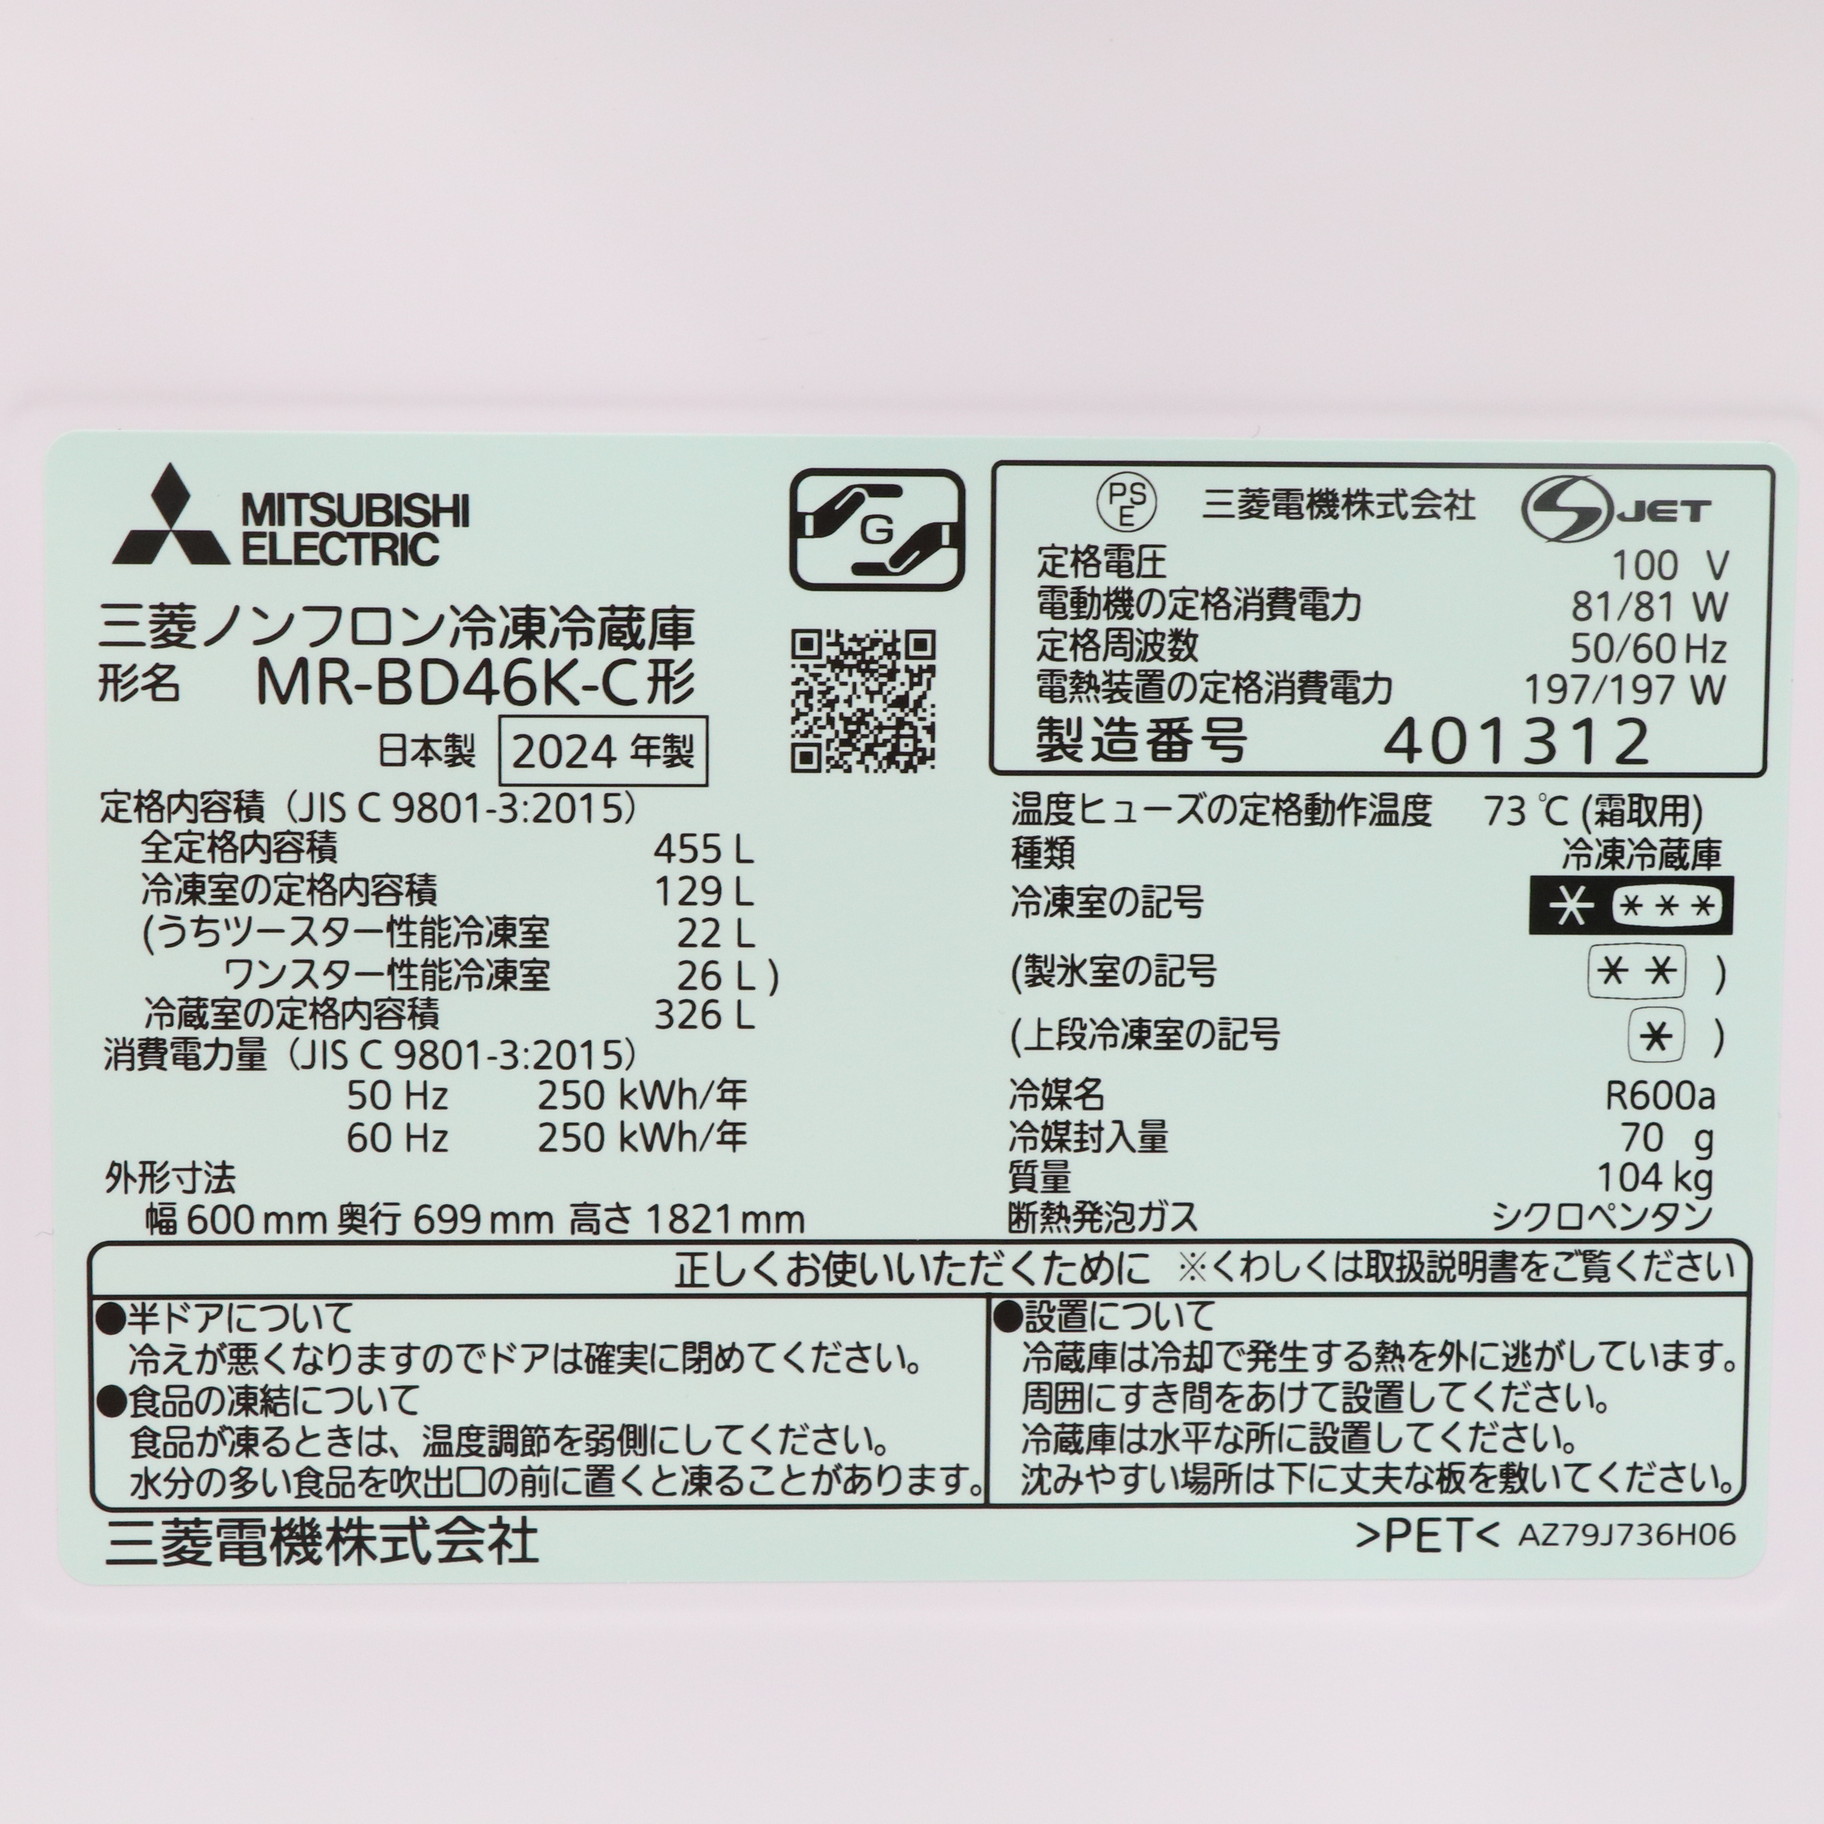 MITSUBISHI
ELECTRIC
G
三菱ノンフロン冷凍冷蔵庫
形名 MR-BD46K-C形
日本製 2024 年製
定格内容積（JIS C 9801-3:2015）
全定格内容積 455 L
冷凍室の定格内容積 129 L
(うちツースター性能冷凍室 22 L
ワンスター性能冷凍室 26 L )
冷蔵室の定格内容積 326 L
消費電力量（JIS C 9801-3:2015）
50 Hz 250 kWh/年
60 Hz 250 kWh/年
外形寸法
幅 600 mm 奥行 699 mm 高さ 1821 mm
PS
E 三菱電機株式会社 S JET
定格電圧 100 V
電動機の定格消費電力 81/81 W
定格周波数 50/60 Hz
電熱装置の定格消費電力 197/197 W
製造番号 401312
温度ヒューズの定格動作温度 73 ℃ (霜取用)
種類 冷凍冷蔵庫
冷凍室の記号 * ***
(製氷室の記号 ** )
(上段冷凍室の記号 * )
冷媒名 R600a
冷媒封入量 70 g
質量 104 kg
断熱発泡ガス シクロペンタン
正しくお使いいただくために ※くわしくは取扱説明書をご覧ください
●半ドアについて
冷えが悪くなりますのでドアは確実に閉めてください。
●食品の凍結について
食品が凍るときは、温度調節を弱側にしてください。
水分の多い食品を吹出口の前に置くと凍ることがあります。
●設置について
冷蔵庫は冷却で発生する熱を外に逃がしています。
周囲にすき間をあけて設置してください。
冷蔵庫は水平な所に設置してください。
沈みやすい場所は下に丈夫な板を敷いてください。
三菱電機株式会社
>PET< AZ79J736H06